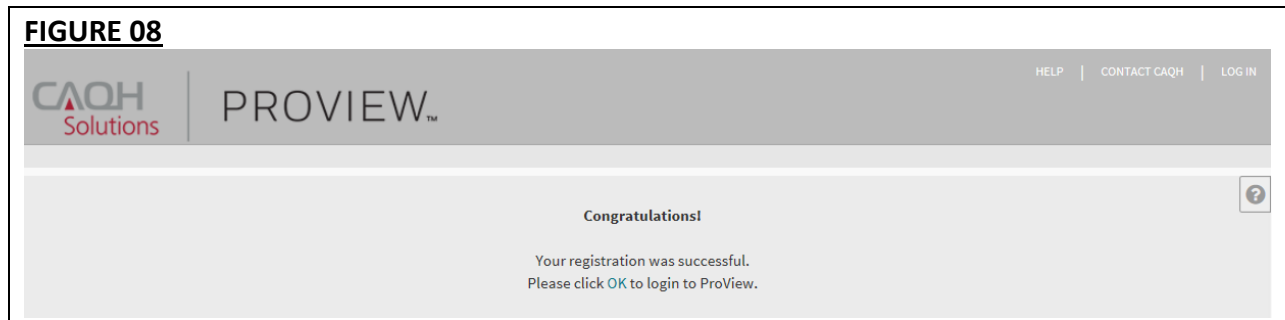 FIGURE 08
HELP | CONTACT CAQH | LOG IN
CAQH
Solutions
PROVIEW™
Congratulations!
Your registration was successful.
Please click OK to login to ProView.